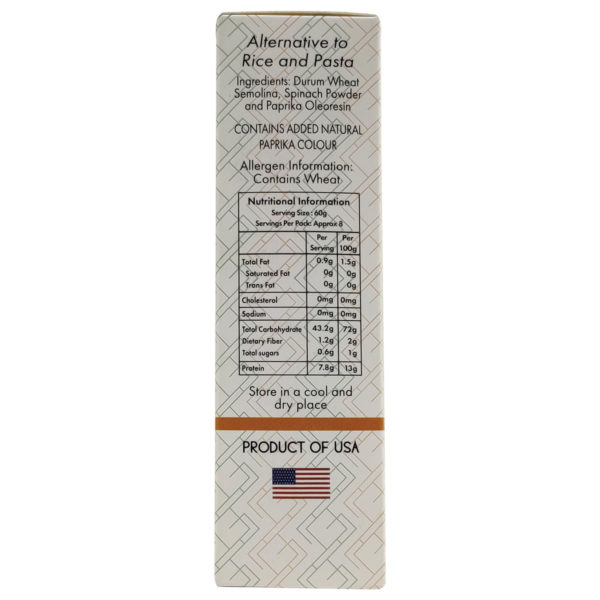 Alternative to
Rice and Pasta
Ingredients: Durum Wheat
Semolina, Spinach Powder
and Paprika Oleoresin
CONTAINS ADDED NATURAL
PAPRIKA COLOUR
Allergen Information:
Contains Wheat
Nutritional Information
Serving Size : 60g
Servings Per Pack: Approx 8
Per Serving Per 100g
Total Fat 0.9g 1.5g
Saturated Fat 0g 0g
Trans Fat 0g 0g
Cholesterol 0mg 0mg
Sodium 0mg 0mg
Total Carbohydrate 43.2g 72g
Dietary Fiber 1.2g 2g
Total sugars 0.6g 1g
Protein 7.8g 13g
Store in a cool and
dry place
PRODUCT OF USA